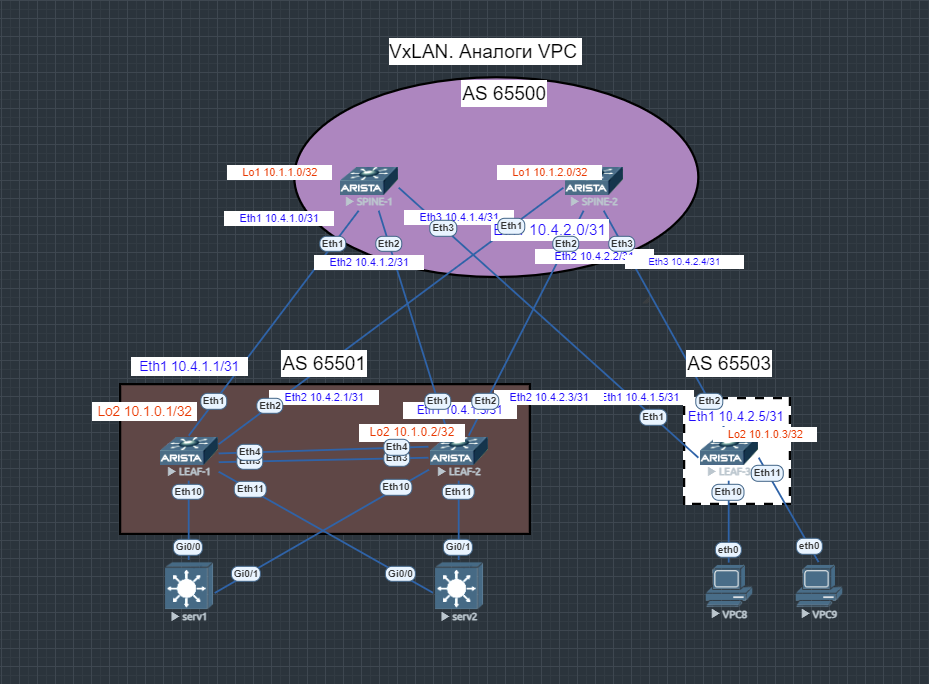 VxLAN. Аналоги VPC
AS 65500
Lo1 10.1.1.0/32
ARISTA
SPINE-1
Lo1 10.1.2.0/32
ARISTA
SPINE-2
Eth1 10.4.1.0/31
Eth3 10.4.1.4/31
Eth3
Eth1
10.4.2.0/31
Eth1
Eth2
Eth2
Eth3
Eth2 10.4.1.2/31
Eth2 10.4.2.2/31
Eth3 10.4.2.4/31
Eth1 10.4.1.1/31
AS 65501
AS 65503
Lo2 10.1.0.1/32
Eth1
Eth2
Eth2 10.4.2.1/31
Eth1
Eth2
Eth1 10.4.1.3/31
Eth2 10.4.2.3/31
Eth1 10.4.1.5/31
Eth2
Eth1
Eth1 10.4.2.5/31
Lo2 10.1.0.2/32
Lo2 10.1.0.3/32
ARISTA
LEAF-1
Eth4
Eth3
Eth4
Eth3
ARISTA
LEAF-2
ARISTA
LEAF-3
Eth10
Eth11
Eth10
Eth11
Eth10
Eth11
Gi0/0
Gi0/1
Gi0/1
Gi0/0
eth0
eth0
serv1
serv2
VPC8
VPC9